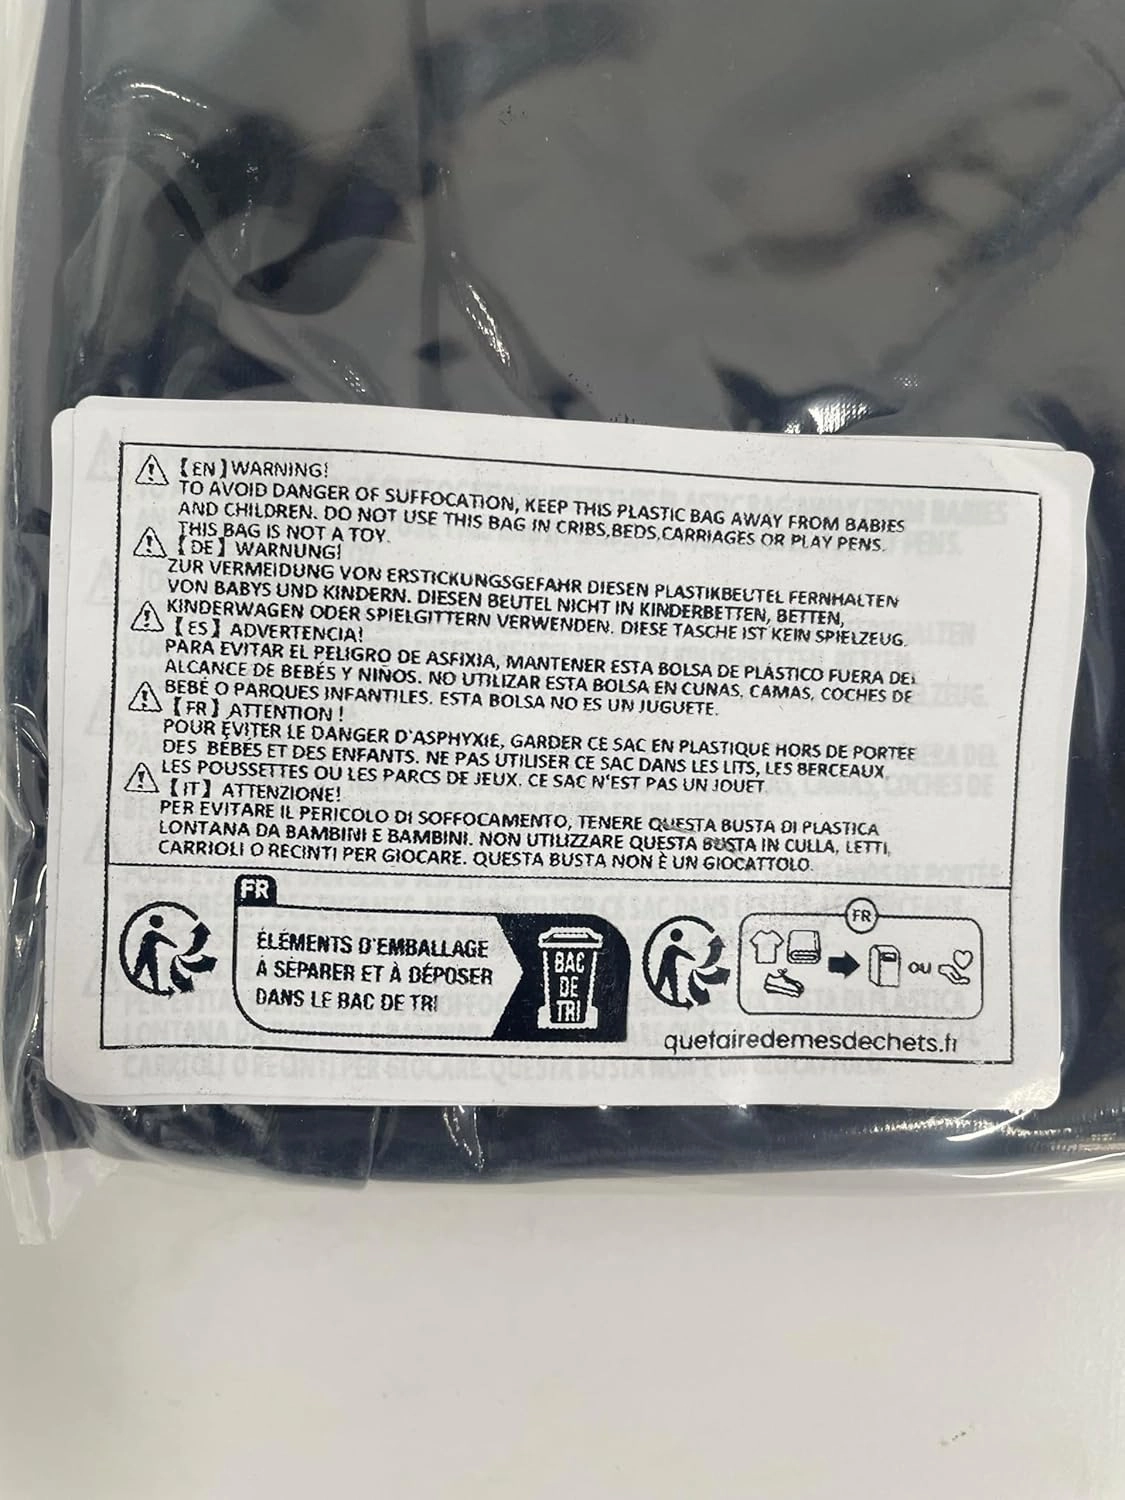 【EN】WARNING!
TO AVOID DANGER OF SUFFOCATION, KEEP THIS PLASTIC BAG AWAY FROM BABIES
AND CHILDREN. DO NOT USE THIS BAG IN CRIBS,BEDS,CARRIAGES OR PLAY PENS.
THIS BAG IS NOT A TOY.
【DE】WARNUNG!
ZUR VERMEIDUNG VON ERSTICKUNGSGEFAHR DIESEN PLASTIKBEUTEL FERNHALTEN
VON BABYS UND KINDERN. DIESEN BEUTEL NICHT IN KINDERBETTEN, BETTEN,
KINDERWAGEN ODER SPIELGITTERN VERWENDEN. DIESE TASCHE IST KEIN SPIELZEUG.
【ES】ADVERTENCIA!
PARA EVITAR EL PELIGRO DE ASFIXIA, MANTENER ESTA BOLSA DE PLÁSTICO FUERA DEL
ALCANCE DE BEBÉS Y NIÑOS. NO UTILIZAR ESTA BOLSA EN CUNAS, CAMAS, COCHES DE
BEBÉ O PARQUES INFANTILES. ESTA BOLSA NO ES UN JUGUETE.
【FR】ATTENTION !
POUR ÉVITER LE DANGER D'ASPHYXIE, GARDER CE SAC EN PLASTIQUE HORS DE PORTÉE
DES BÉBÉS ET DES ENFANTS. NE PAS UTILISER CE SAC DANS LES LITS, LES BERCEAUX,
LES POUSSETTES OU LES PARCS DE JEUX. CE SAC N'EST PAS UN JOUET.
【IT】ATTENZIONE!
PER EVITARE IL PERICOLO DI SOFFOCAMENTO, TENERE QUESTA BUSTA DI PLASTICA
LONTANA DA BAMBINI E BAMBINI. NON UTILIZZARE QUESTA BUSTA IN CULLA, LETTI,
CARRIOLI O RECINTI PER GIOCARE. QUESTA BUSTA NON È UN GIOCATTOLO.
FR
ÉLÉMENTS D'EMBALLAGE
À SÉPARER ET À DÉPOSER
DANS LE BAC DE TRI
BAC
DE
TRI
FR
OU
quefairedemesdechets.fr